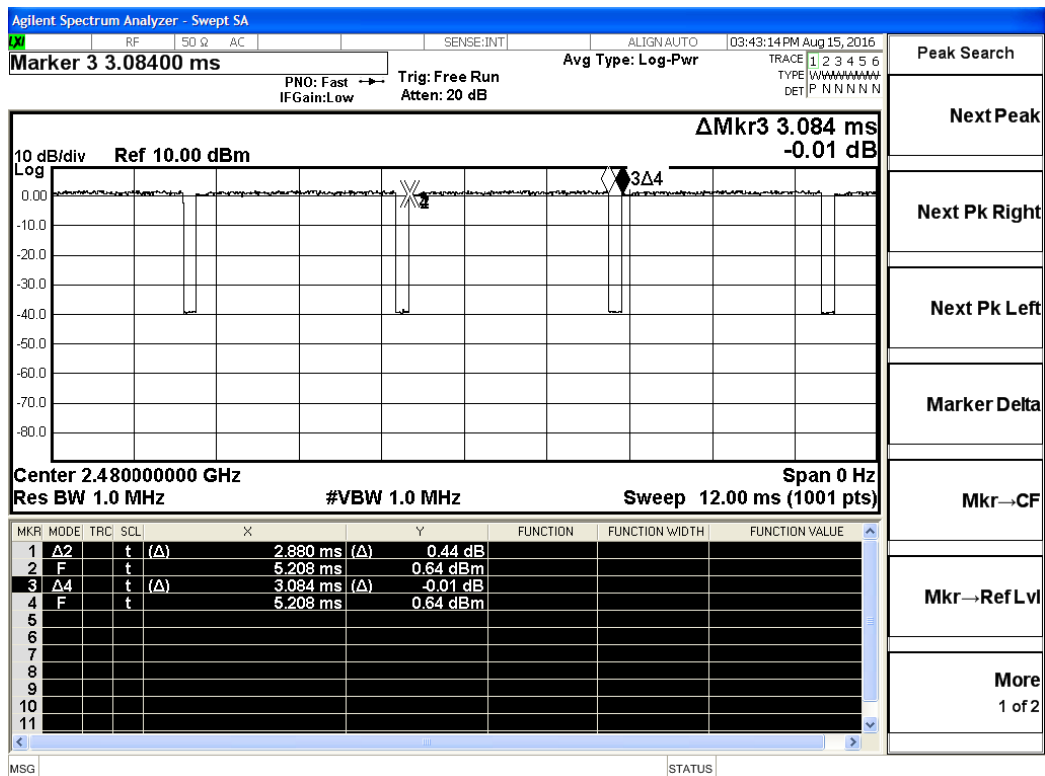 Agilent Spectrum Analyzer - Swept SA
LXI RF 50 Ω AC SENSE:INT ALIGN AUTO 03:43:14 PM Aug 15, 2016
Marker 3 3.08400 ms
PNO: Fast
IFGain:Low
Trig: Free Run
Atten: 20 dB
Avg Type: Log-Pwr
TRACE 1 2 3 4 5 6
TYPE
DET P N N N N N
ΔMkr3 3.084 ms
-0.01 dB
10 dB/div Ref 10.00 dBm
Log
0.00
-10.0
-20.0
-30.0
-40.0
-50.0
-60.0
-70.0
-80.0
3Δ4
Center 2.480000000 GHz Span 0 Hz
Res BW 1.0 MHz #VBW 1.0 MHz Sweep 12.00 ms (1001 pts)
MKR MODE TRC SCL X Y FUNCTION FUNCTION WIDTH FUNCTION VALUE
1 Δ2 t (Δ) 2.880 ms (Δ) 0.44 dB
2 F t 5.208 ms 0.64 dBm
3 Δ4 t (Δ) 3.084 ms (Δ) -0.01 dB
4 F t 5.208 ms 0.64 dBm
5
6
7
8
9
10
11
MSG STATUS
Peak Search
Next Peak
Next Pk Right
Next Pk Left
Marker Delta
Mkr→CF
Mkr→Ref Lvl
More
1 of 2